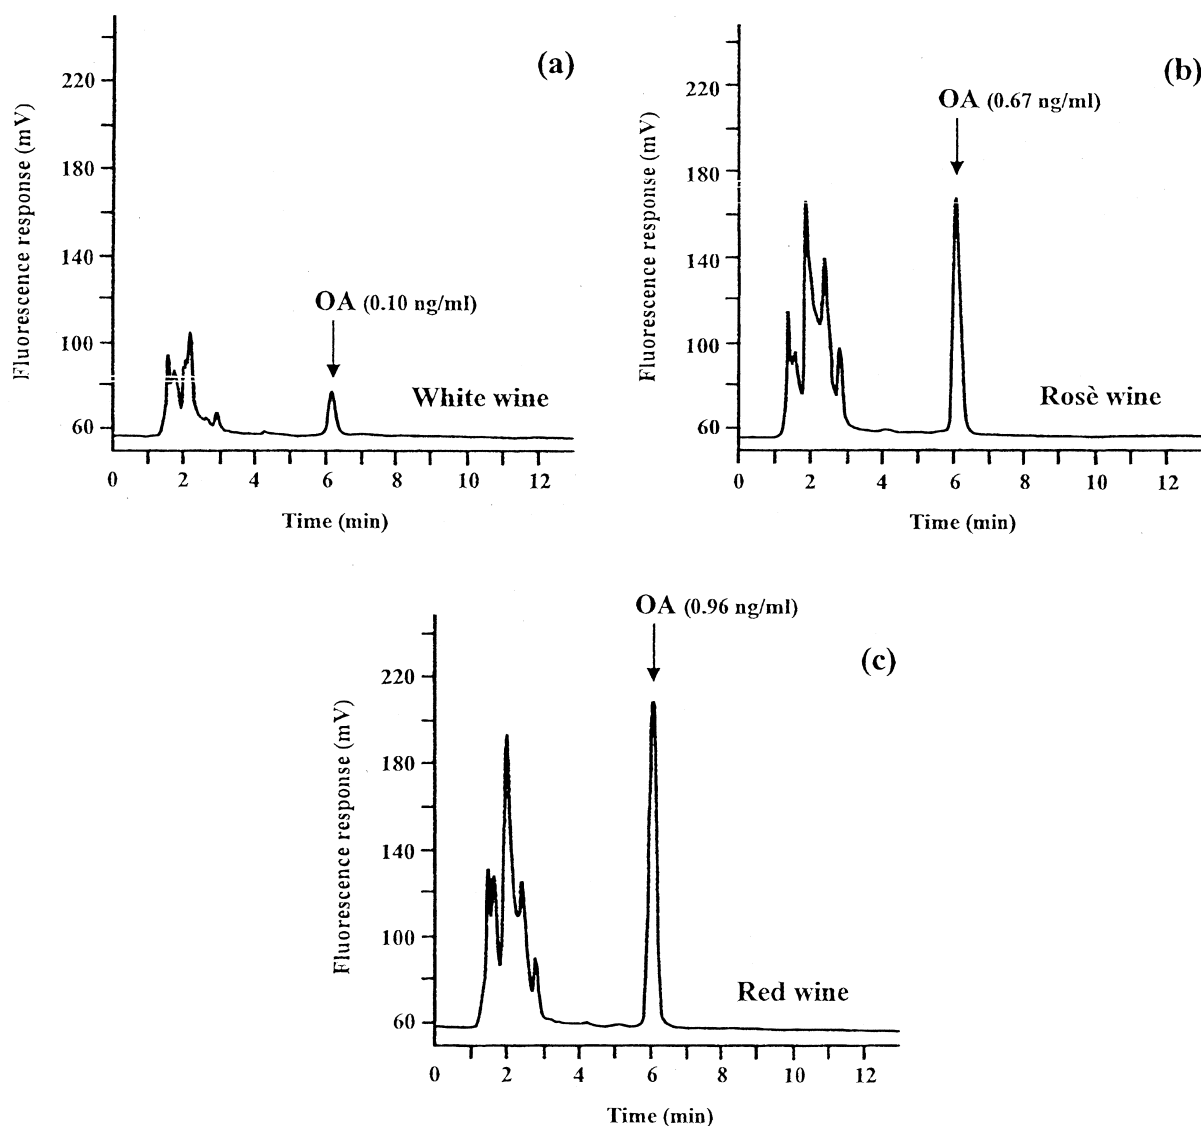 (a)
220
180
140
100
60
Fluorescence response (mV)
OA (0.10 ng/ml)
White wine
0 2 4 6 8 10 12
Time (min)
(b)
220
180
140
100
60
Fluorescence response (mV)
OA (0.67 ng/ml)
Rosè wine
0 2 4 6 8 10 12
Time (min)
OA (0.96 ng/ml)
(c)
220
180
140
100
60
Fluorescence response (mV)
Red wine
0 2 4 6 8 10 12
Time (min)